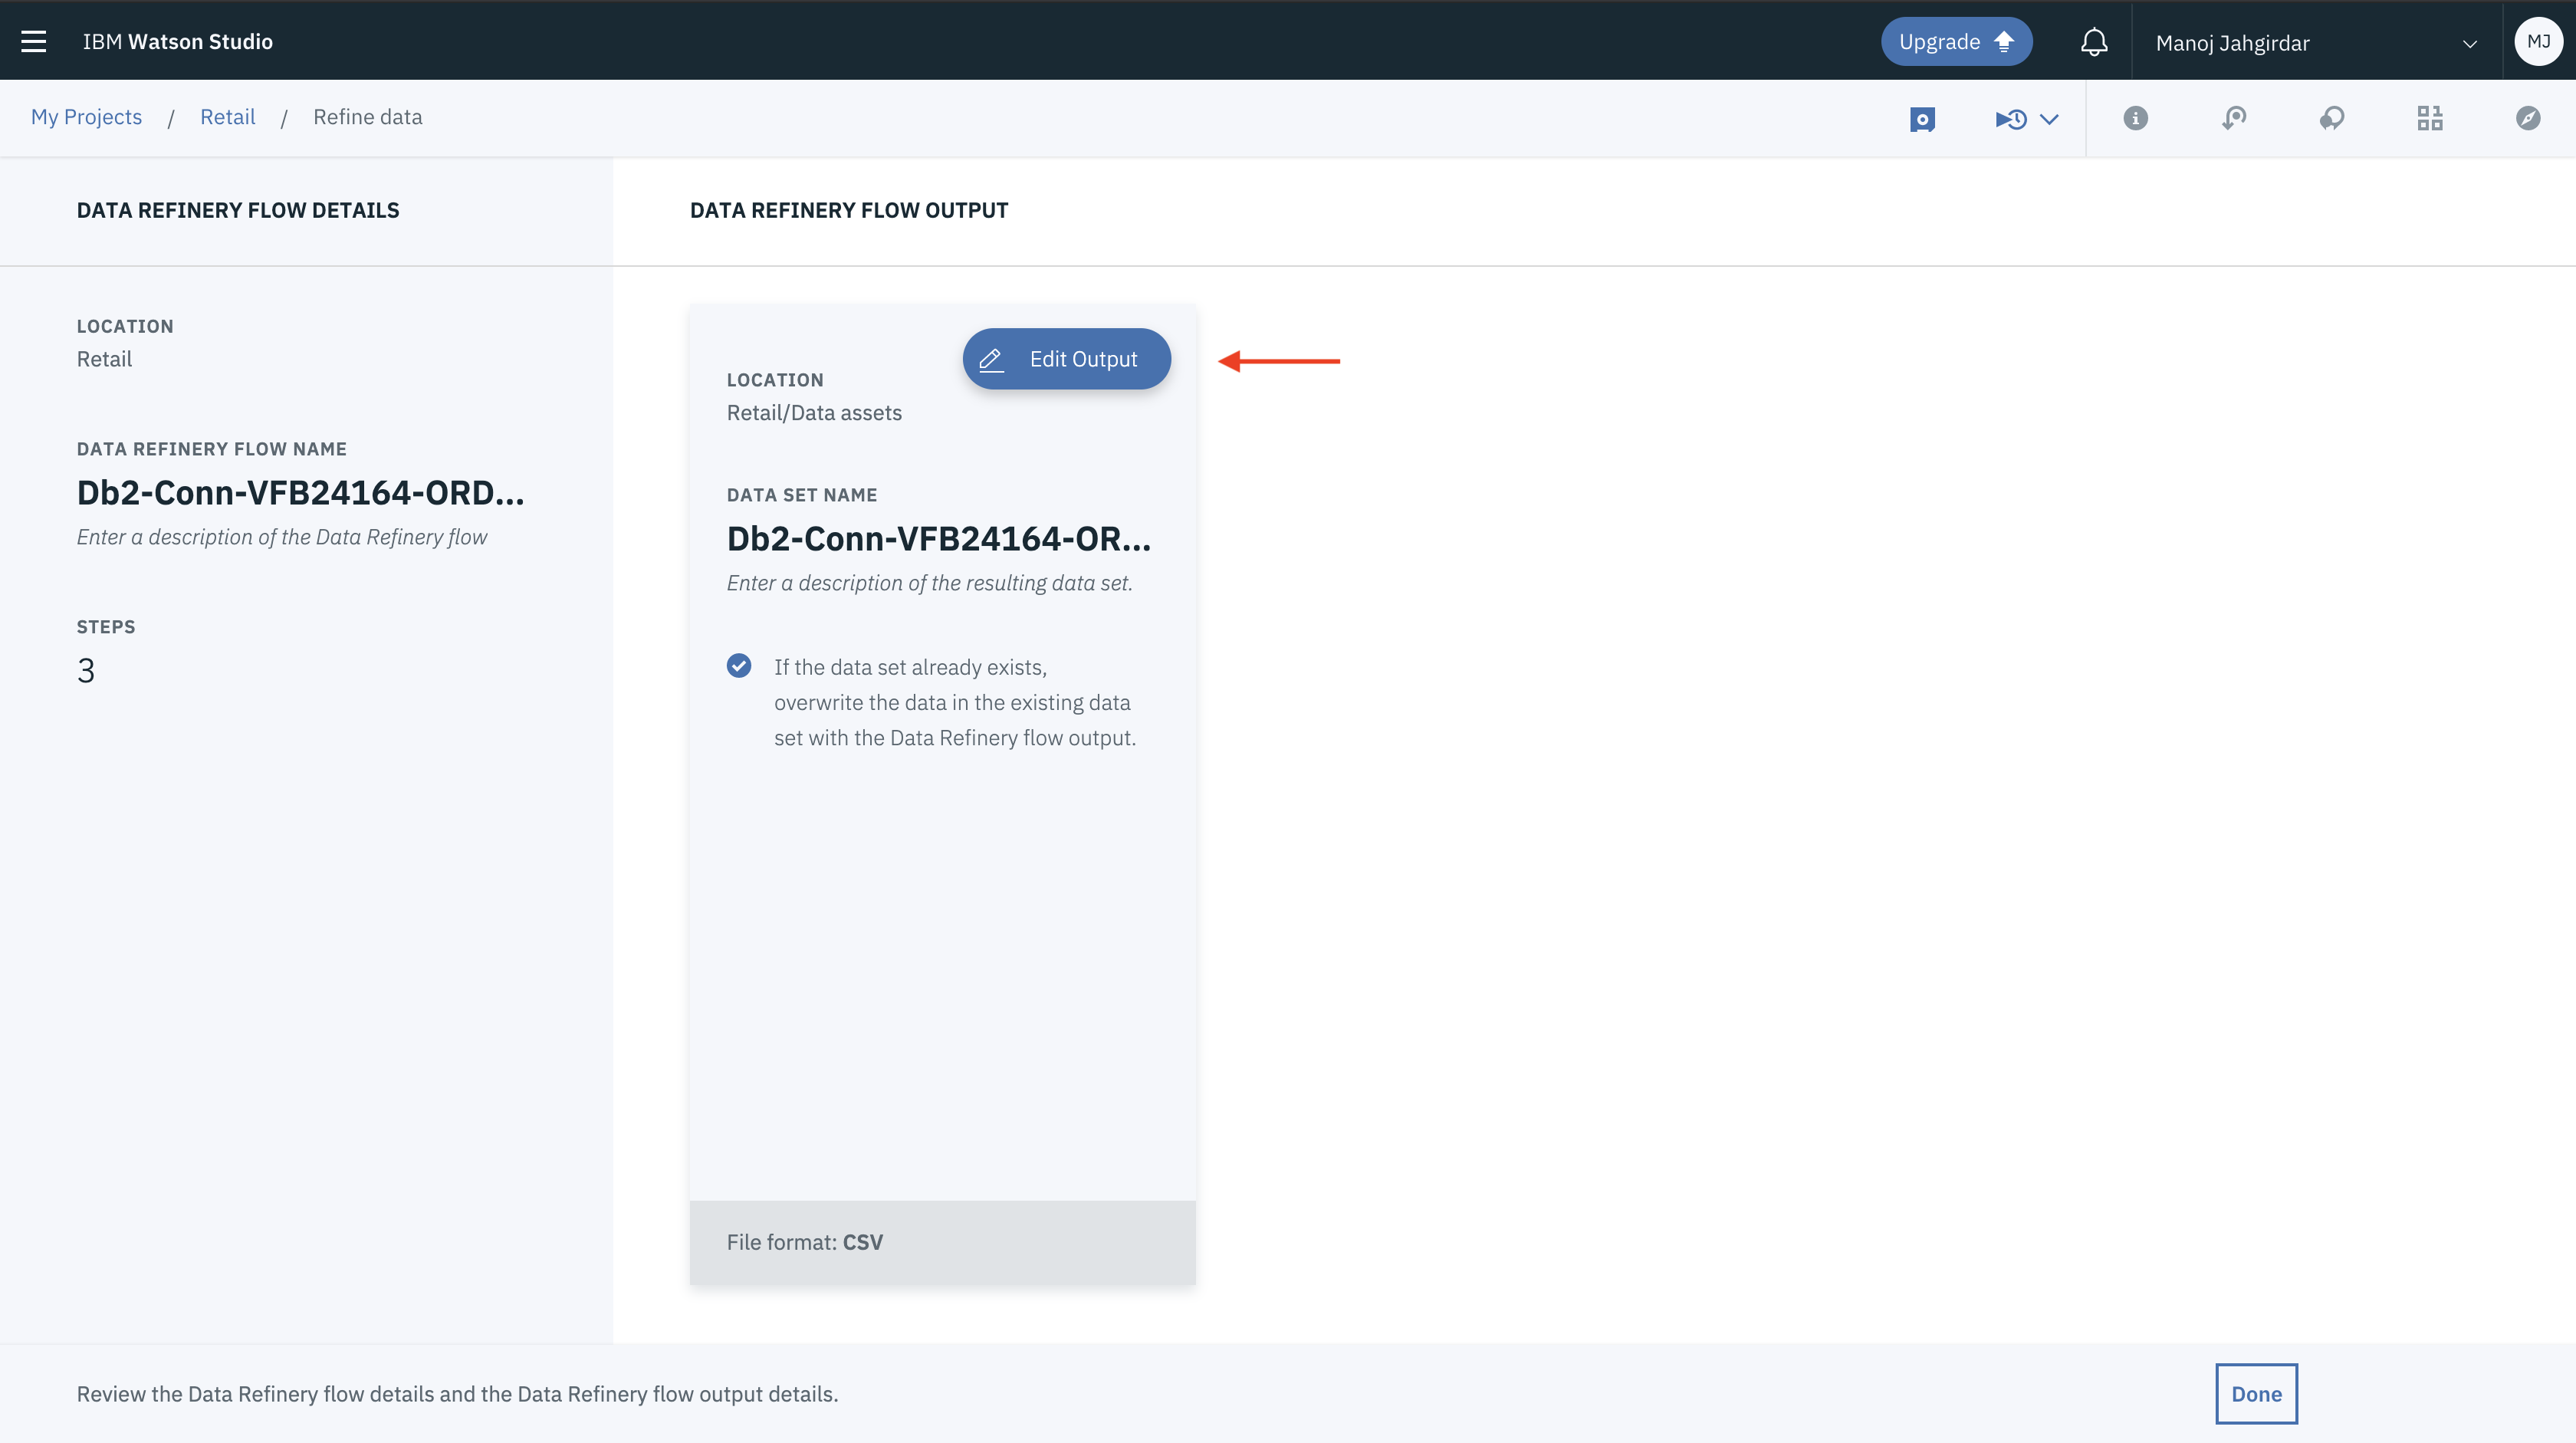 IBM Watson Studio
Upgrade
Manoj Jahgirdar
MJ
My Projects / Retail / Refine data
DATA REFINERY FLOW DETAILS
LOCATION
Retail
DATA REFINERY FLOW NAME
Db2-Conn-VFB24164-ORD...
Enter a description of the Data Refinery flow
STEPS
3
DATA REFINERY FLOW OUTPUT
Edit Output
LOCATION
Retail/Data assets
DATA SET NAME
Db2-Conn-VFB24164-OR...
Enter a description of the resulting data set.
If the data set already exists,
overwrite the data in the existing data
set with the Data Refinery flow output.
File format: CSV
Review the Data Refinery flow details and the Data Refinery flow output details.
Done